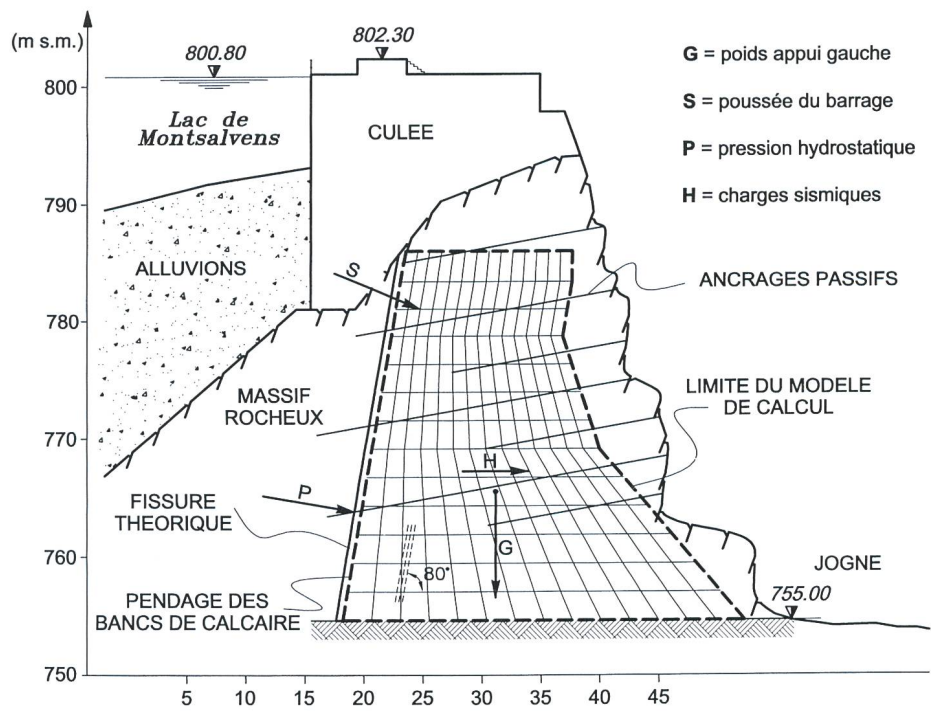 (m s.m.)
800.80
802.30
800
790
780
770
760
750
Lac de
Montsalvens
CULEE
G = poids appui gauche
S = poussée du barrage
P = pression hydrostatique
H = charges sismiques
ALLUVIONS
S
ANCRAGES PASSIFS
MASSIF
ROCHEUX
LIMITE DU MODELE
DE CALCUL
H
P
FISSURE
THEORIQUE
G
80°
JOGNE
755.00
PENDAGE DES
BANCS DE CALCAIRE
5 10 15 20 25 30 35 40 45